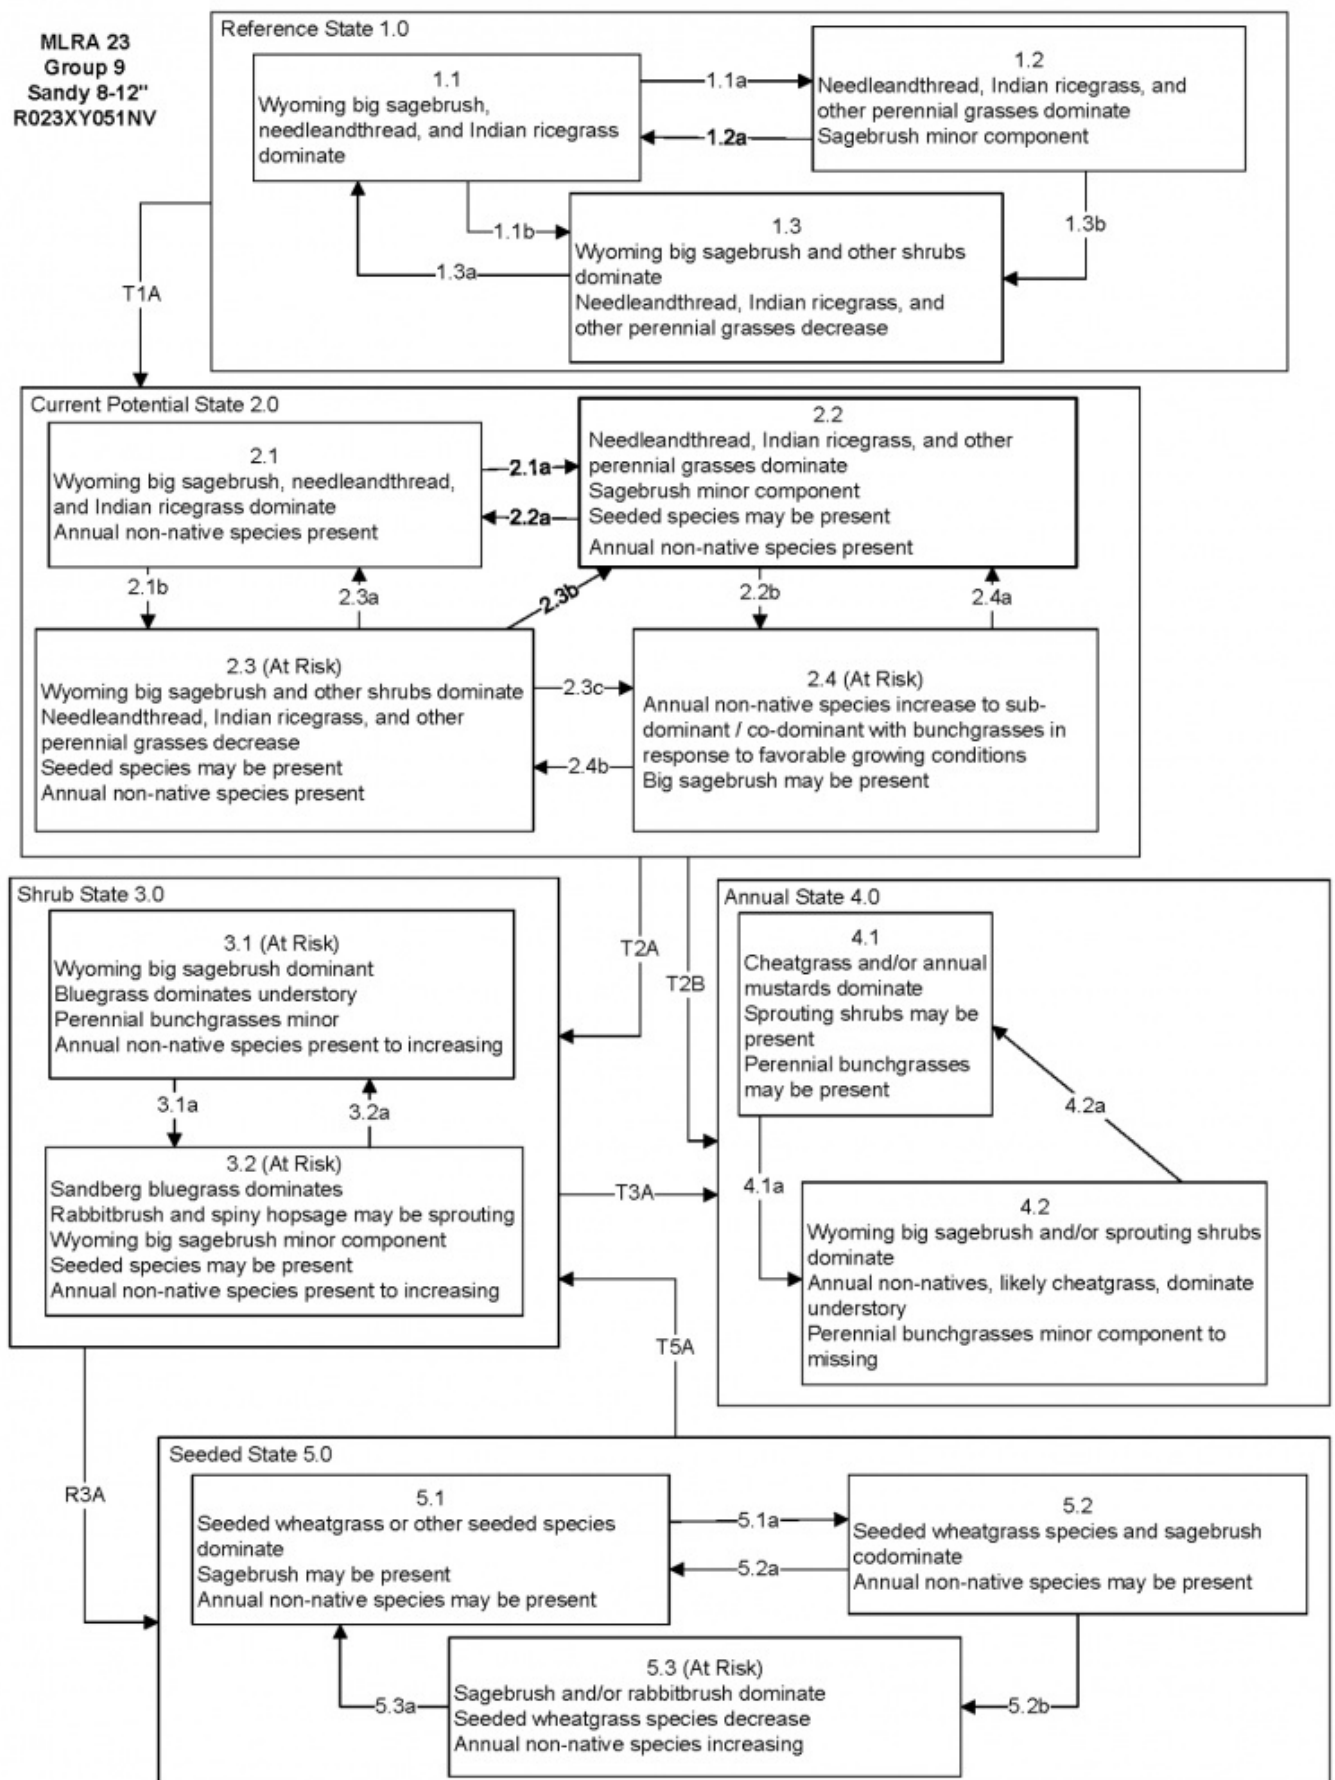 MLRA 23
Group 9
Sandy 8-12"
R023XY051NV
Reference State 1.0
1.1
Wyoming big sagebrush,
needleandthread, and Indian ricegrass
dominate
1.1a
1.2a
1.2
Needleandthread, Indian ricegrass, and
other perennial grasses dominate
Sagebrush minor component
1.1b
1.3a
1.3
Wyoming big sagebrush and other shrubs
dominate
Needleandthread, Indian ricegrass, and
other perennial grasses decrease
1.3b
T1A
Current Potential State 2.0
2.1
Wyoming big sagebrush, needleandthread,
and Indian ricegrass dominate
Annual non-native species present
2.1a
2.2a
2.2
Needleandthread, Indian ricegrass, and other
perennial grasses dominate
Sagebrush minor component
Seeded species may be present
Annual non-native species present
2.1b
2.3a
2.3b
2.2b
2.4a
2.3 (At Risk)
Wyoming big sagebrush and other shrubs dominate
Needleandthread, Indian ricegrass, and other
perennial grasses decrease
Seeded species may be present
Annual non-native species present
2.3c
2.4b
2.4 (At Risk)
Annual non-native species increase to sub-
dominant / co-dominant with bunchgrasses in
response to favorable growing conditions
Big sagebrush may be present
Shrub State 3.0
3.1 (At Risk)
Wyoming big sagebrush dominant
Bluegrass dominates understory
Perennial bunchgrasses minor
Annual non-native species present to increasing
3.1a
3.2a
3.2 (At Risk)
Sandberg bluegrass dominates
Rabbitbrush and spiny hopsage may be sprouting
Wyoming big sagebrush minor component
Seeded species may be present
Annual non-native species present to increasing
T2A
T2B
T3A
T5A
R3A
Annual State 4.0
4.1
Cheatgrass and/or annual
mustards dominate
Sprouting shrubs may be
present
Perennial bunchgrasses
may be present
4.1a
4.2a
4.2
Wyoming big sagebrush and/or sprouting shrubs
dominate
Annual non-natives, likely cheatgrass, dominate
understory
Perennial bunchgrasses minor component to
missing
Seeded State 5.0
5.1
Seeded wheatgrass or other seeded species
dominate
Sagebrush may be present
Annual non-native species may be present
5.1a
5.2a
5.2
Seeded wheatgrass species and sagebrush
codominate
Annual non-native species may be present
5.3a
5.3 (At Risk)
Sagebrush and/or rabbitbrush dominate
Seeded wheatgrass species decrease
Annual non-native species increasing
5.2b